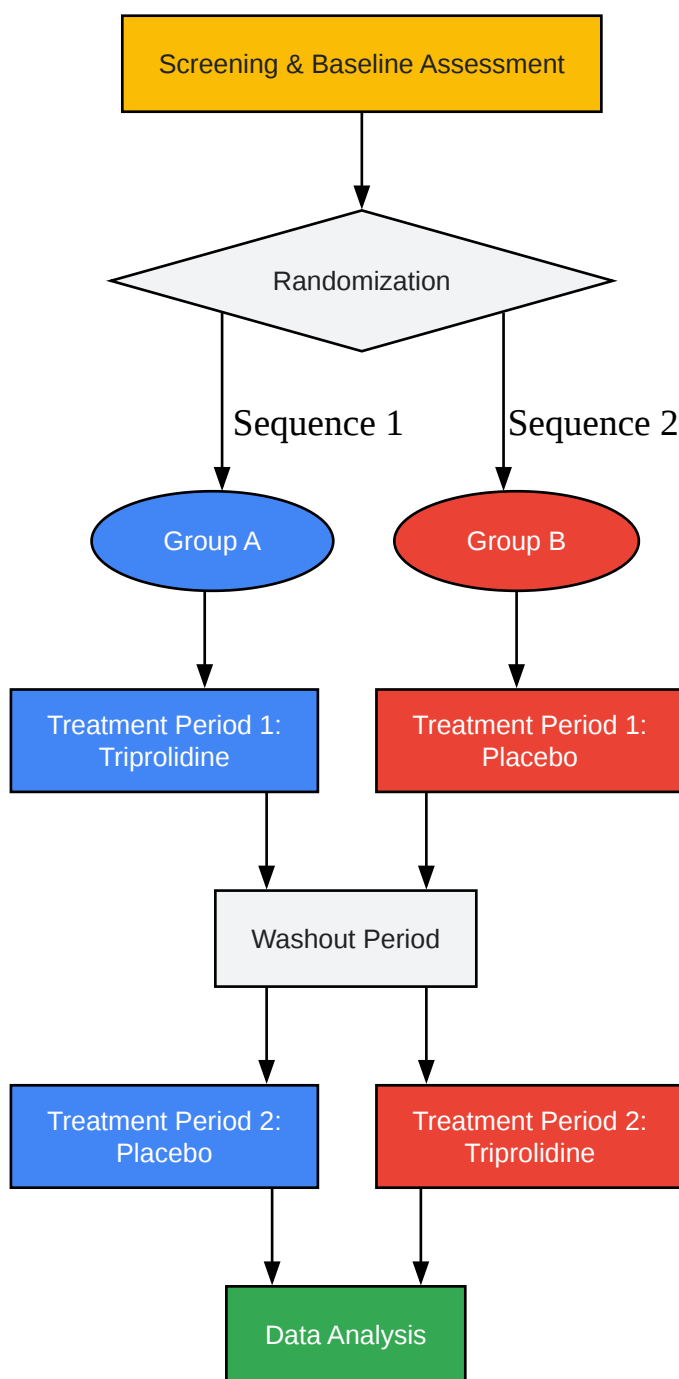 Screening & Baseline Assessment
Randomization
Sequence 1
Sequence 2
Group A
Group B
Treatment Period 1:
Triprolidine
Treatment Period 1:
Placebo
Washout Period
Treatment Period 2:
Placebo
Treatment Period 2:
Triprolidine
Data Analysis